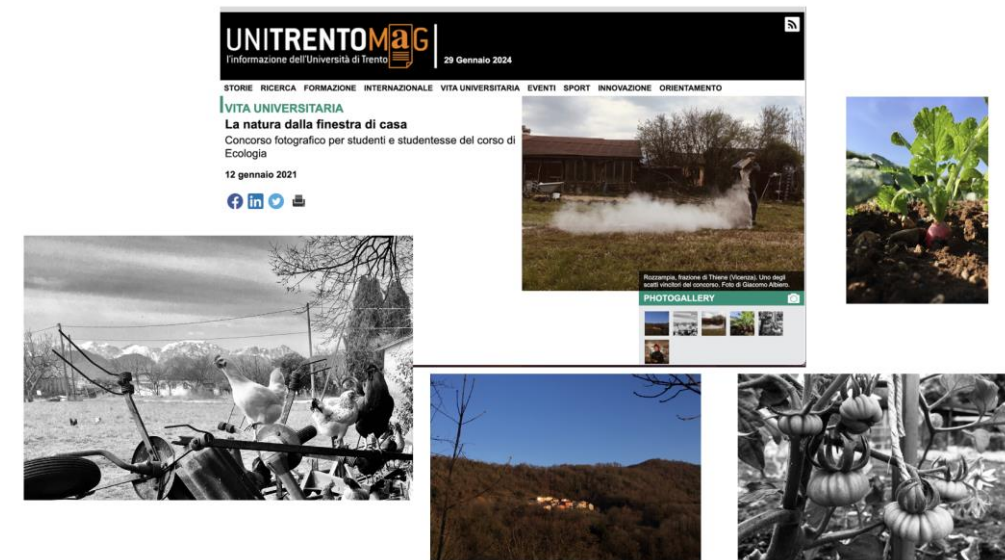 UNITRENTOMaG
l'informazione dell'Università di Trento
29 Gennaio 2024
STORIE RICERCA FORMAZIONE INTERNAZIONALE VITA UNIVERSITARIA EVENTI SPORT INNOVAZIONE ORIENTAMENTO
VITA UNIVERSITARIA
La natura dalla finestra di casa
Concorso fotografico per studenti e studentesse del corso di
Ecologia
12 gennaio 2021
Rozzampia, frazione di Thiene (Vicenza). Uno degli
scatti vincitori del concorso. Foto di Giacomo Albiero.
PHOTOGALLERY